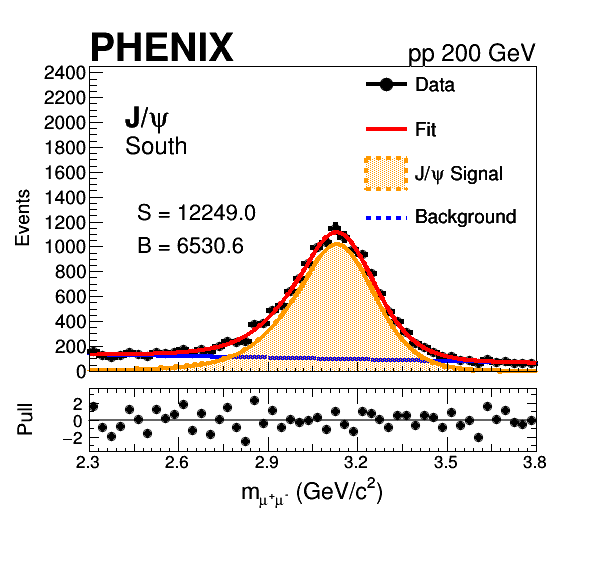 PHENIX
pp 200 GeV
2400
2200
2000
1800
1600
1400
1200
1000
800
600
400
200
0
Events
J/ψ
South
S = 12249.0
B = 6530.6
Data
Fit
J/ψ Signal
Background
Pull
2
0
−2
2.3 2.6 2.9 3.2 3.5 3.8
m_{μ⁺μ⁻} (GeV/c²)